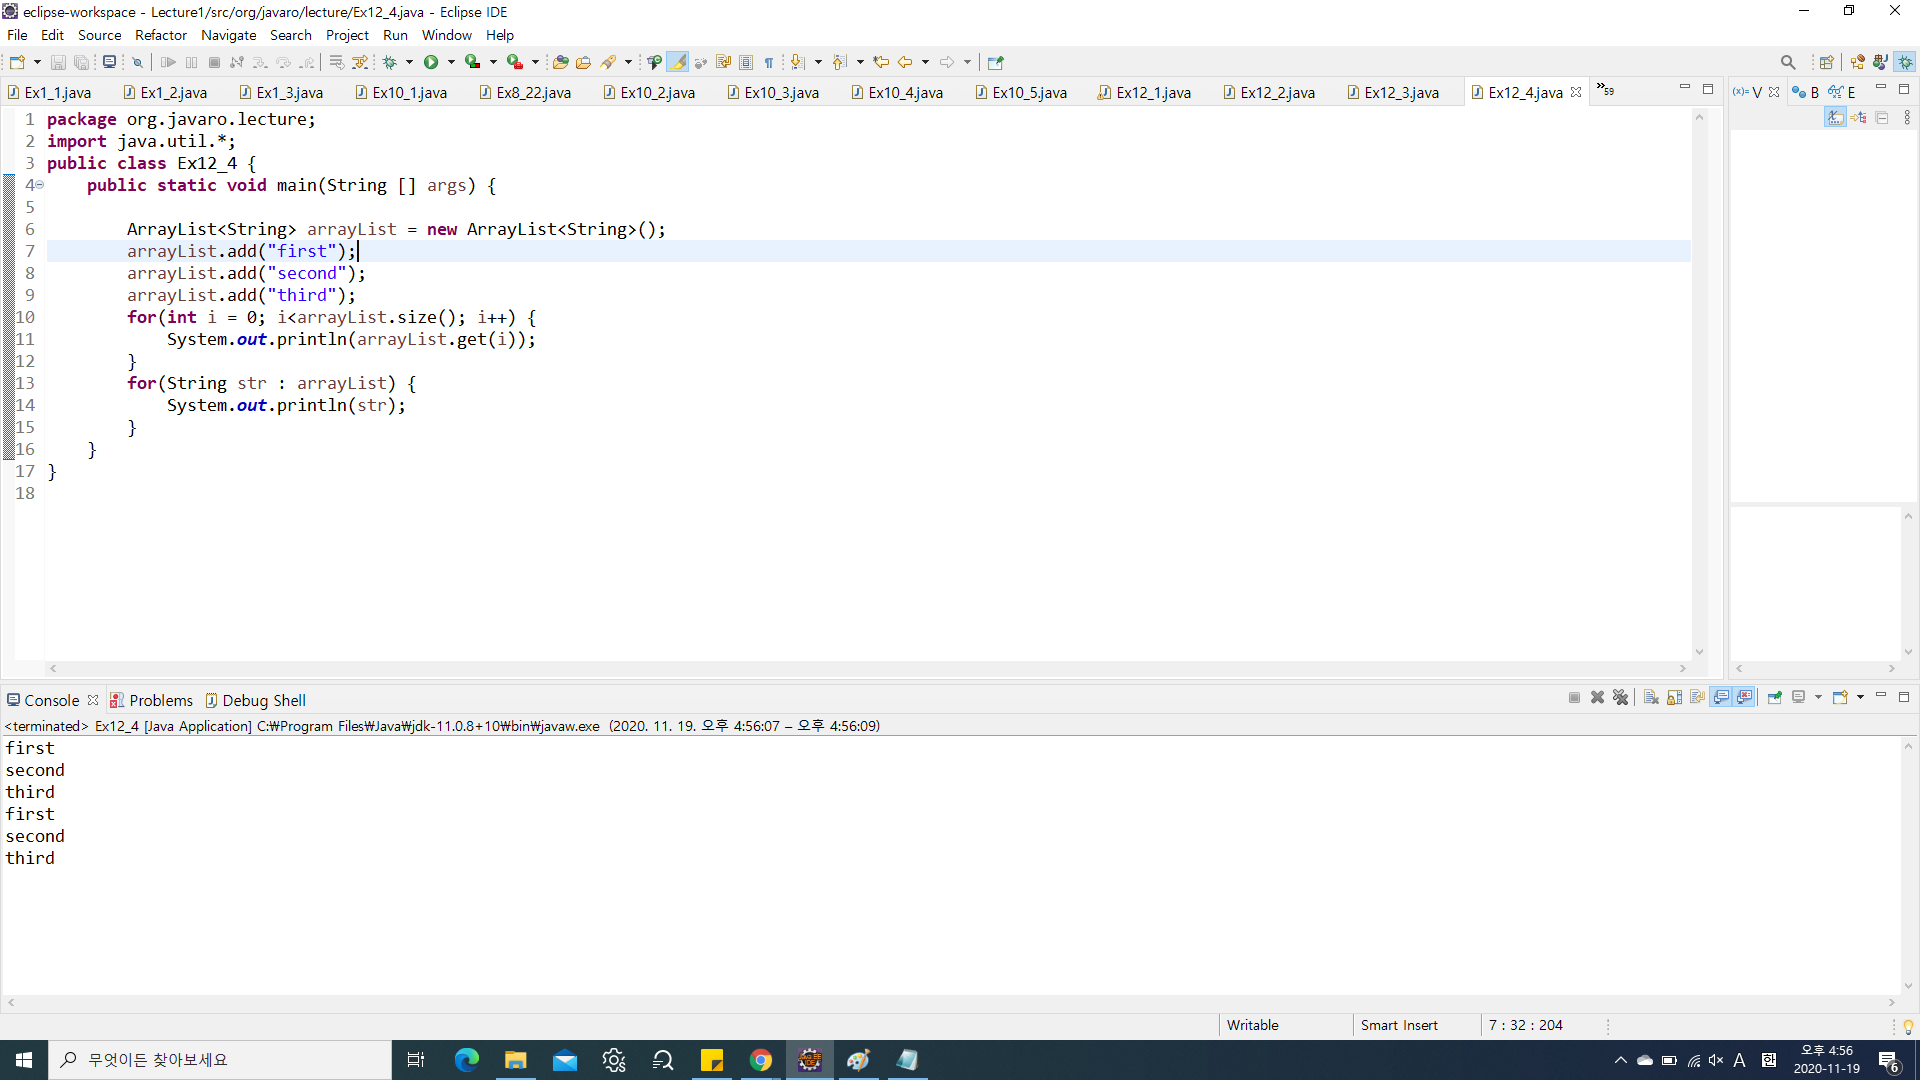 eclipse-workspace - Lecture1/src/org/javaro/lecture/Ex12_4.java - Eclipse IDE
File Edit Source Refactor Navigate Search Project Run Window Help
Ex1_1.java Ex1_2.java Ex1_3.java Ex10_1.java Ex8_22.java Ex10_2.java Ex10_3.java Ex10_4.java Ex10_5.java Ex12_1.java Ex12_2.java Ex12_3.java Ex12_4.java »59 (x)= V B E
1 package org.javaro.lecture;
2 import java.util.*;
3 public class Ex12_4 {
4 public static void main(String [] args) {
5
6 ArrayList<String> arrayList = new ArrayList<String>();
7 arrayList.add("first");
8 arrayList.add("second");
9 arrayList.add("third");
10 for(int i = 0; i<arrayList.size(); i++) {
11 System.out.println(arrayList.get(i));
12 }
13 for(String str : arrayList) {
14 System.out.println(str);
15 }
16 }
17 }
18
Console Problems Debug Shell
<terminated> Ex12_4 [Java Application] C:₩Program Files₩Java₩jdk-11.0.8+10₩bin₩javaw.exe (2020. 11. 19. 오후 4:56:07 – 오후 4:56:09)
first
second
third
first
second
third
Writable Smart Insert 7 : 32 : 204
무엇이든 찾아보세요 A 한 오후 4:56
2020-11-19 6